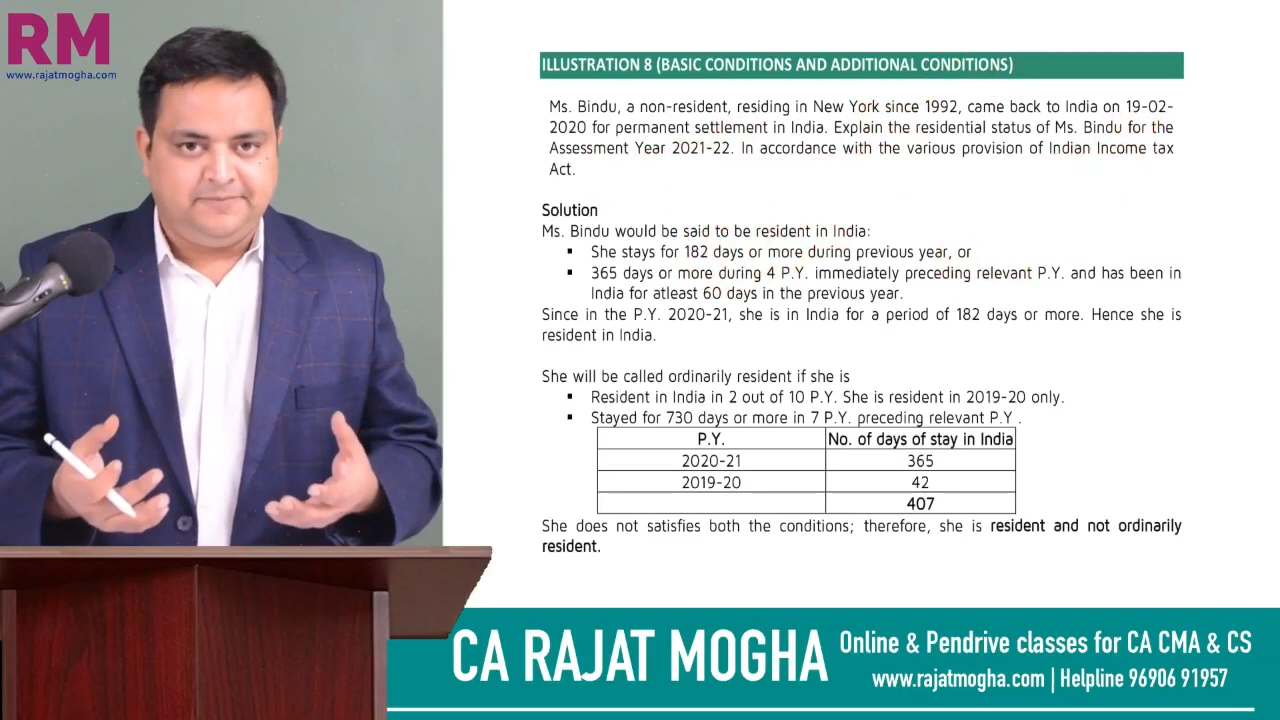 RM
www.rajatmogha.com
ILLUSTRATION 8 (BASIC CONDITIONS AND ADDITIONAL CONDITIONS)
Ms. Bindu, a non-resident, residing in New York since 1992, came back to India on 19-02-
2020 for permanent settlement in India. Explain the residential status of Ms. Bindu for the
Assessment Year 2021-22. In accordance with the various provision of Indian Income tax
Act.
Solution
Ms. Bindu would be said to be resident in India:
▪ She stays for 182 days or more during previous year, or
▪ 365 days or more during 4 P.Y. immediately preceding relevant P.Y. and has been in
India for atleast 60 days in the previous year.
Since in the P.Y. 2020-21, she is in India for a period of 182 days or more. Hence she is
resident in India.
She will be called ordinarily resident if she is
▪ Resident in India in 2 out of 10 P.Y. She is resident in 2019-20 only.
▪ Stayed for 730 days or more in 7 P.Y. preceding relevant P.Y .
P.Y. No. of days of stay in India
2020-21 365
2019-20 42
407
She does not satisfies both the conditions; therefore, she is resident and not ordinarily
resident.
CA RAJAT MOGHA
Online & Pendrive classes for CA CMA & CS
www.rajatmogha.com | Helpline 96906 91957